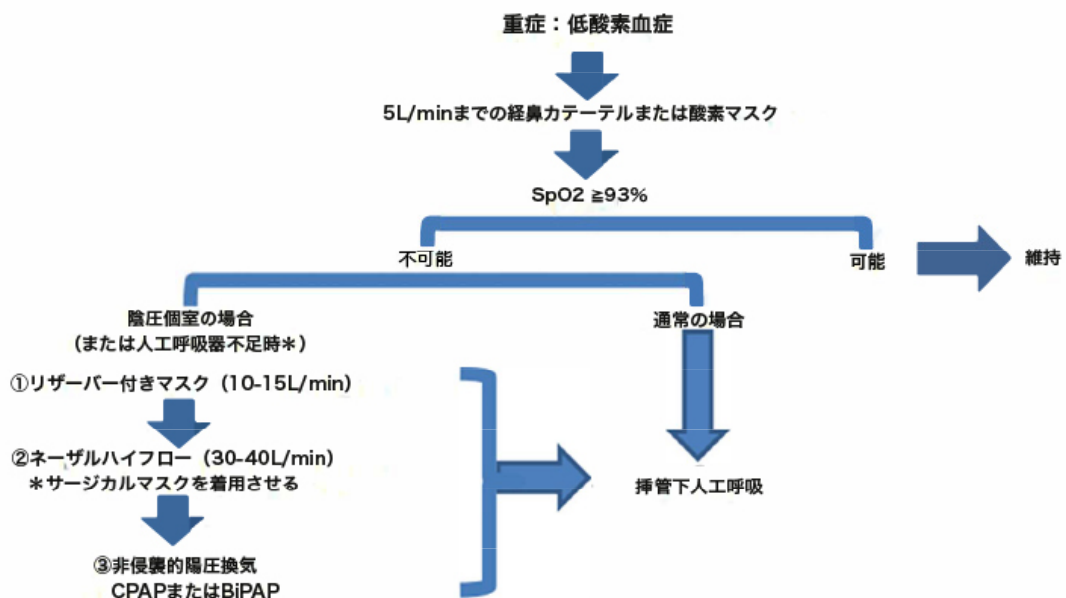 重症：低酸素血症
5L/minまでの経鼻カテーテルまたは酸素マスク
SpO2 ≧93%
不可能
可能
維持
陰圧個室の場合
（または人工呼吸器不足時＊）
通常の場合
①リザーバー付きマスク（10-15L/min）
②ネーザルハイフロー（30-40L/min）
＊サージカルマスクを着用させる
挿管下人工呼吸
③非侵襲的陽圧換気
CPAPまたはBiPAP